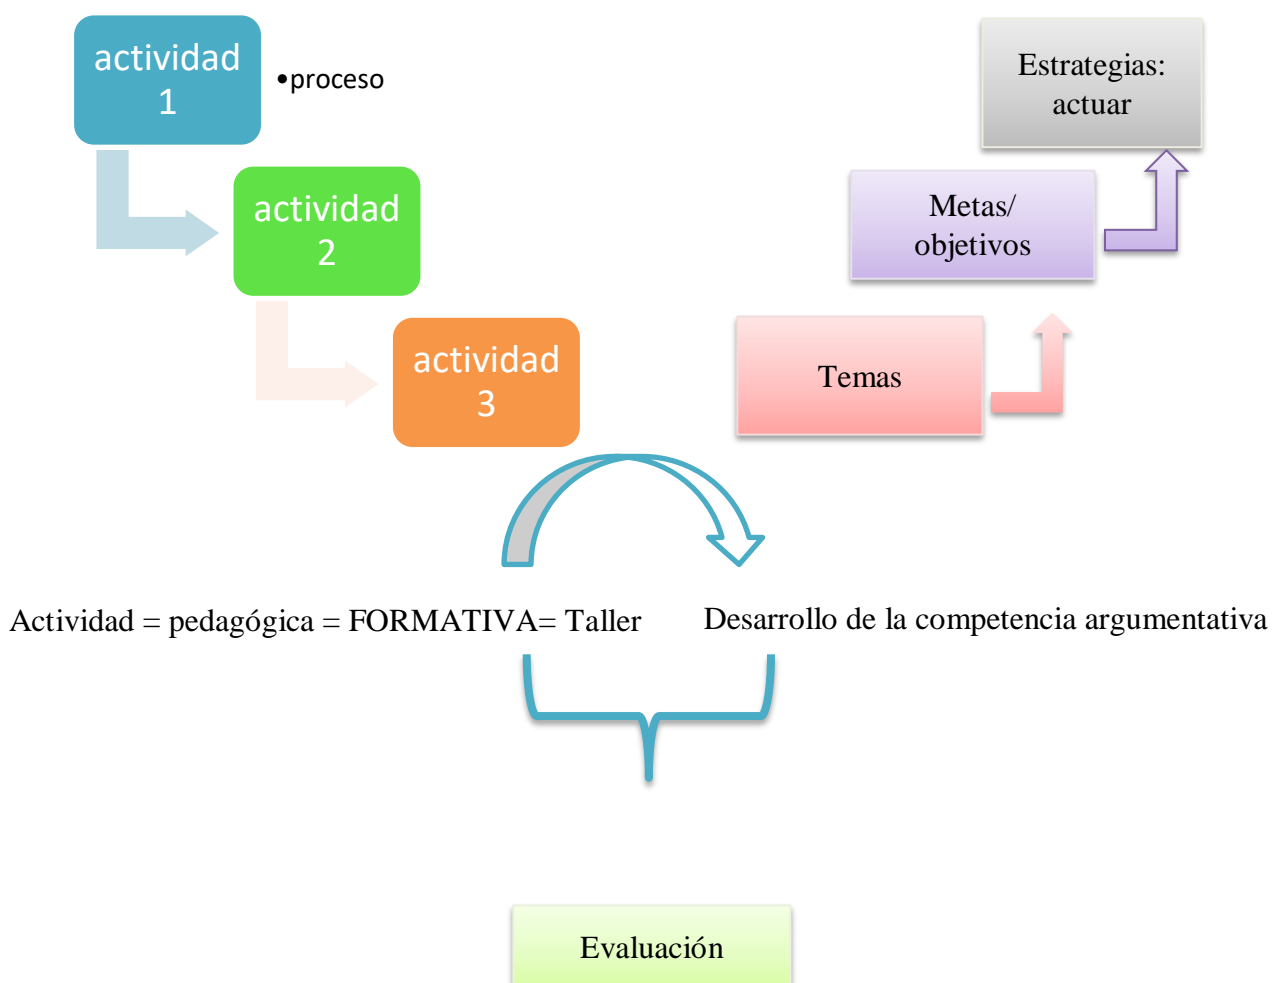 actividad
1
•proceso
actividad
2
actividad
3
Estrategias:
actuar
Metas/
objetivos
Temas
Actividad = pedagógica = FORMATIVA= Taller
Desarrollo de la competencia argumentativa
Evaluación